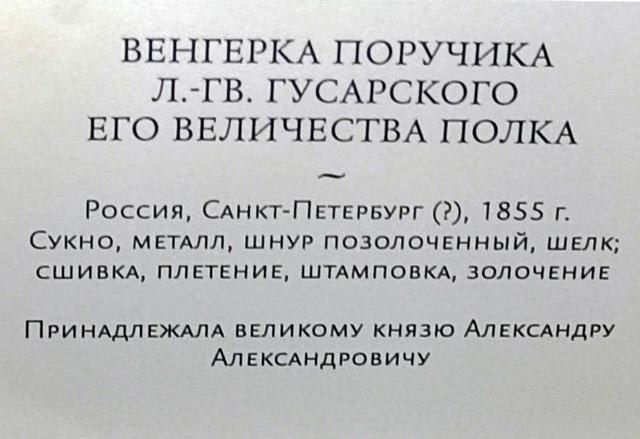 ВЕНГЕРКА ПОРУЧИКА
Л.-ГВ. ГУСАРСКОГО
ЕГО ВЕЛИЧЕСТВА ПОЛКА
~
Россия, Санкт-Петербург (?), 1855 г.
Сукно, металл, шнур позолоченный, шелк;
сшивка, плетение, штамповка, золочение
Принадлежала великому князю Александру
Александровичу